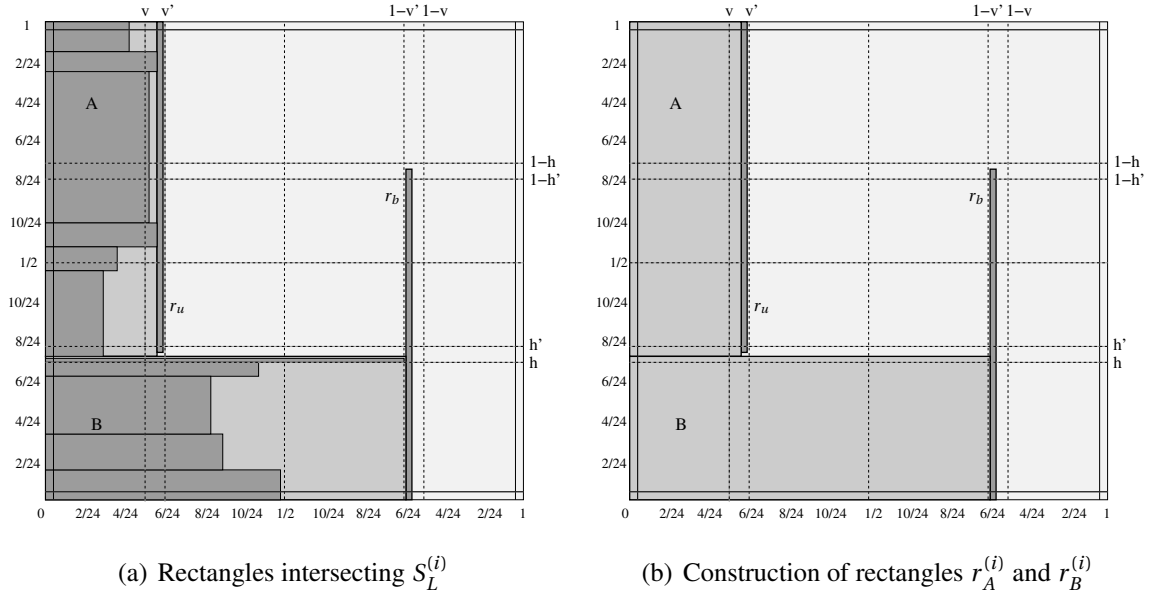 v v' 1−v' 1−v
1
2/24
4/24
6/24
8/24
10/24
1/2
10/24
8/24
6/24
4/24
2/24
A
B
r_u
r_b
1−h
1−h'
h'
h
0 2/24 4/24 6/24 8/24 10/24 1/2 10/24 8/24 6/24 4/24 2/24 1
(a) Rectangles intersecting S_L^{(i)}
v v' 1−v' 1−v
1
2/24
4/24
6/24
8/24
10/24
1/2
10/24
8/24
6/24
4/24
2/24
A
B
r_u
r_b
1−h
1−h'
h'
h
0 2/24 4/24 6/24 8/24 10/24 1/2 10/24 8/24 6/24 4/24 2/24 1
(b) Construction of rectangles r_A^{(i)} and r_B^{(i)}